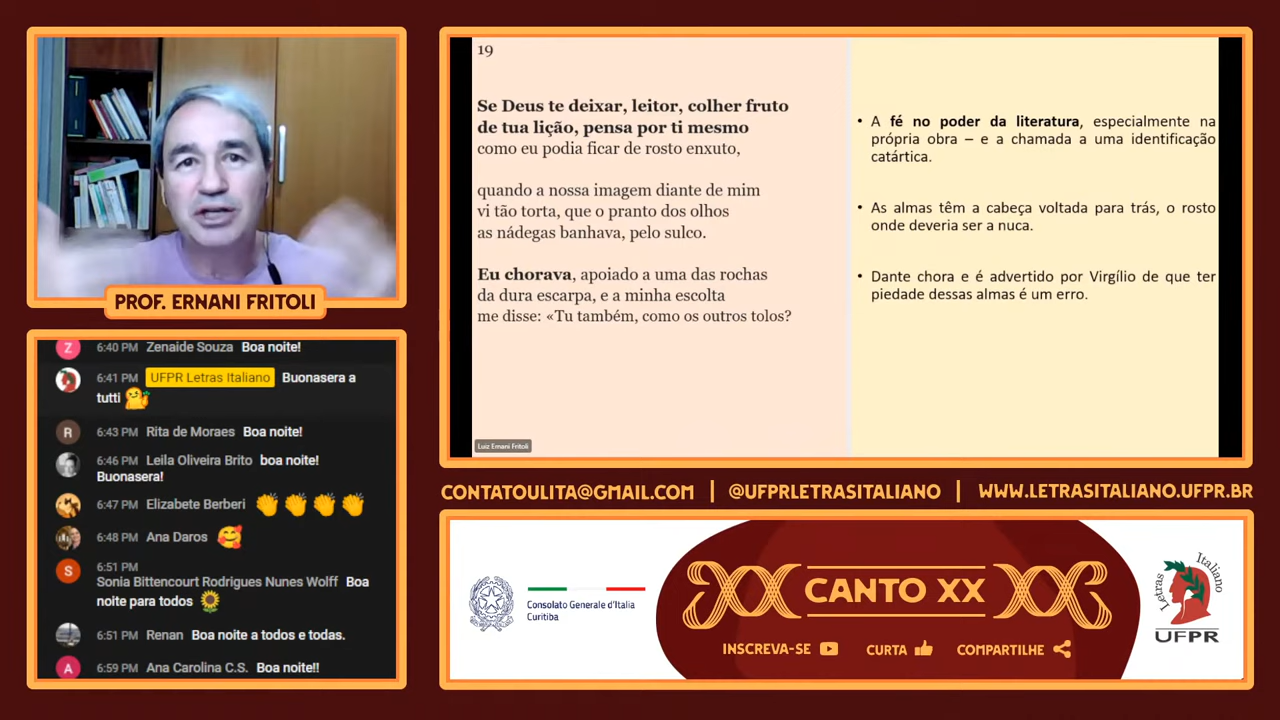 PROF. ERNANI FRITOLI
6:40 PM Zenaide Souza Boa noite!
Z
6:41 PM UFPR Letras Italiano Buonasera a
tutti
R
6:43 PM Rita de Moraes Boa noite!
6:46 PM Leila Oliveira Brito boa noite!
Buonasera!
6:47 PM Elizabete Berberi
6:48 PM Ana Daros
S
6:51 PM
Sonia Bittencourt Rodrigues Nunes Wolff Boa
noite para todos
6:51 PM Renan Boa noite a todos e todas.
A
6:59 PM Ana Carolina C.S. Boa noite!!
19
Se Deus te deixar, leitor, colher fruto
de tua lição, pensa por ti mesmo
como eu podia ficar de rosto enxuto,
quando a nossa imagem diante de mim
vi tão torta, que o pranto dos olhos
as nádegas banhava, pelo sulco.
Eu chorava, apoiado a uma das rochas
da dura escarpa, e a minha escolta
me disse: «Tu também, como os outros tolos?
Luiz Ernani Fritoli
• A fé no poder da literatura, especialmente na
própria obra – e a chamada a uma identificação
catártica.
• As almas têm a cabeça voltada para trás, o rosto
onde deveria ser a nuca.
• Dante chora e é advertido por Virgílio de que ter
piedade dessas almas é um erro.
CONTATOULITA@GMAIL.COM | @UFPRLETRASITALIANO | WWW.LETRASITALIANO.UFPR.BR
Consolato Generale d'Italia
Curitiba
CANTO XX
INSCREVA-SE
CURTA
COMPARTILHE
Letras Italiano
UFPR